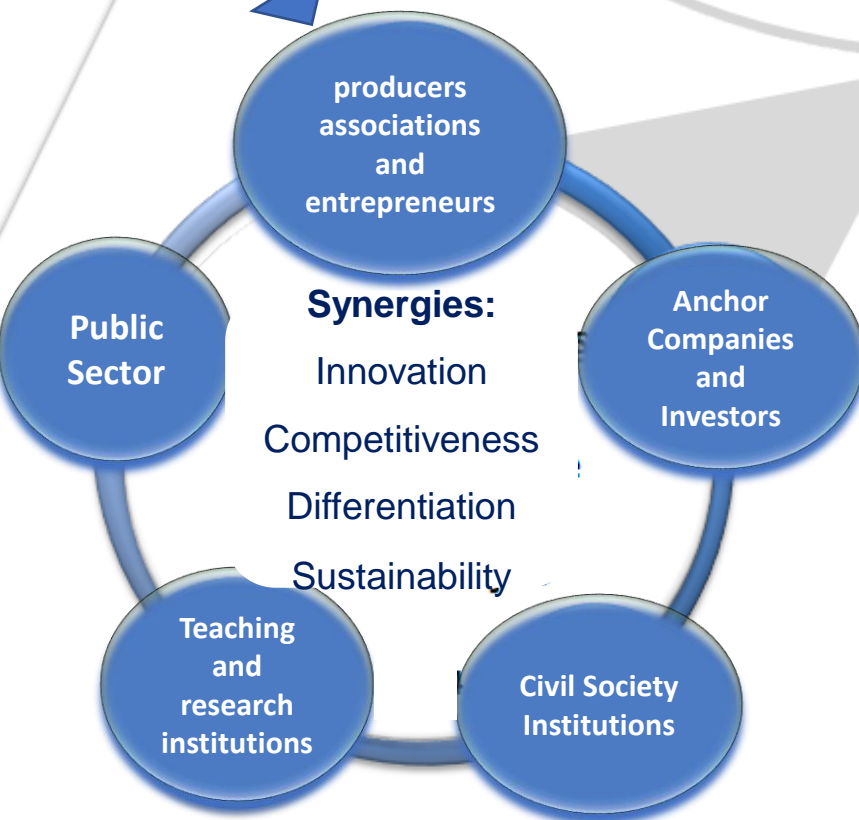 producers
associations
and
entrepreneurs
Public
Sector
Synergies:
Innovation
Competitiveness
Differentiation
Sustainability
Anchor
Companies
and
Investors
Teaching
and
research
institutions
Civil Society
Institutions